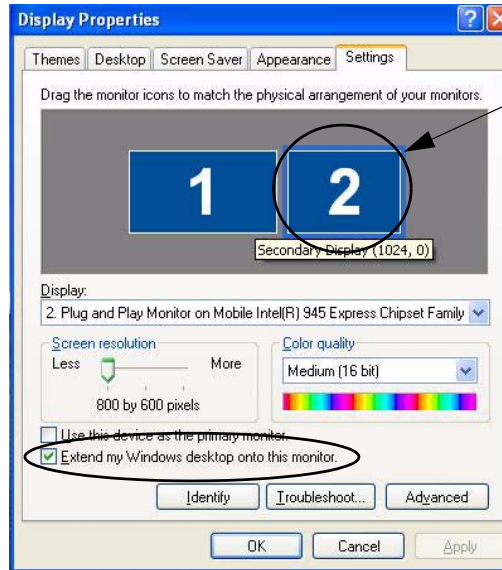 Display Properties
Themes Desktop Screen Saver Appearance Settings
Drag the monitor icons to match the physical arrangement of your monitors.
1 2
Secondary Display (1024, 0)
Display:
2. Plug and Play Monitor on Mobile Intel(R) 945 Express Chipset Family
Screen resolution Color quality
Less More Medium (16 bit)
800 by 600 pixels
Use this device as the primary monitor.
Extend my Windows desktop onto this monitor.
Identify Troubleshoot... Advanced
OK Cancel Apply